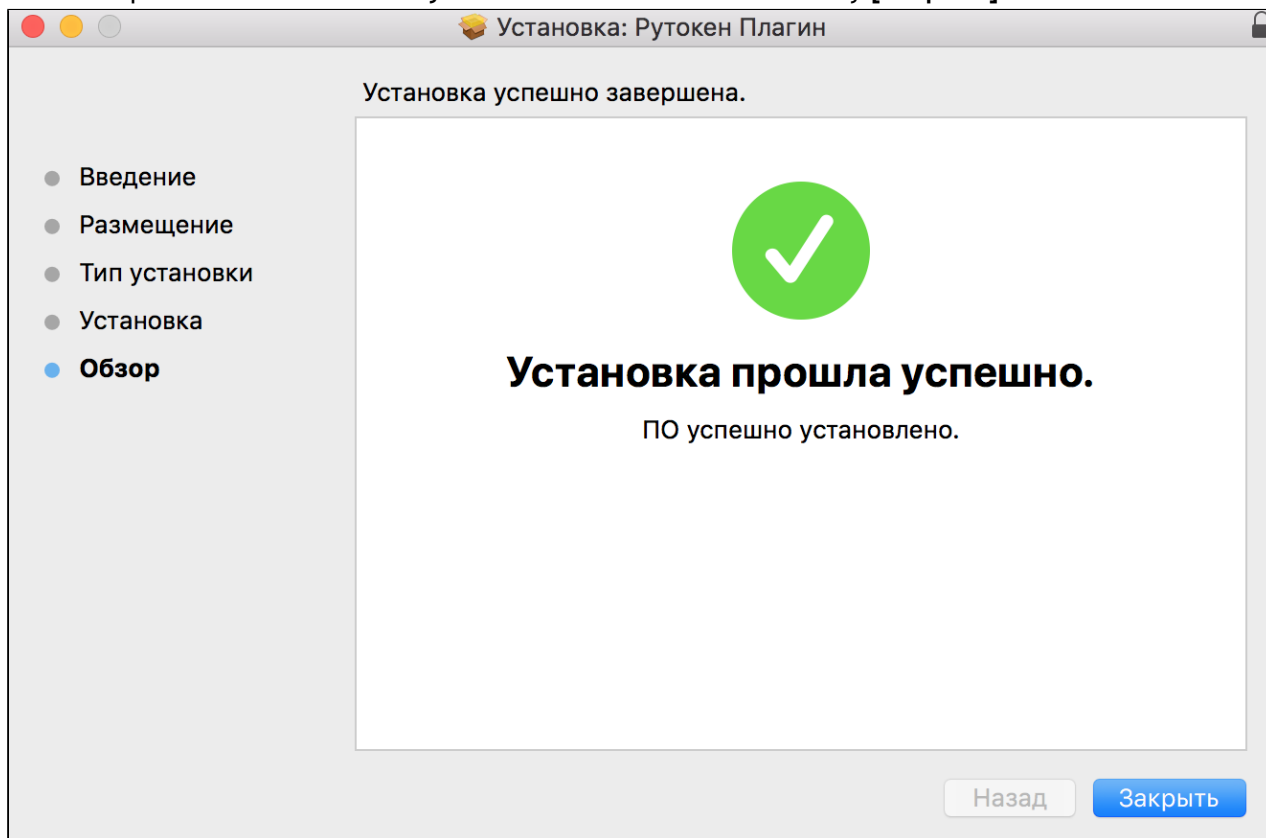 Установка: Рутокен Плагин
Установка успешно завершена.
Введение
Размещение
Тип установки
Установка
Обзор
Установка прошла успешно.
ПО успешно установлено.
Назад
Закрыть